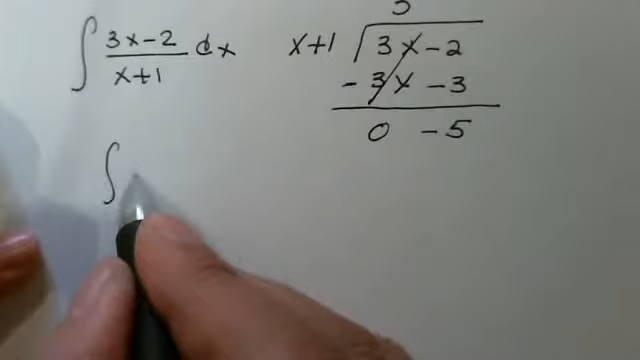 ∫ 3x-2/x+1 dx
3
x+1 3x-2
-3x-3
0 -5
∫